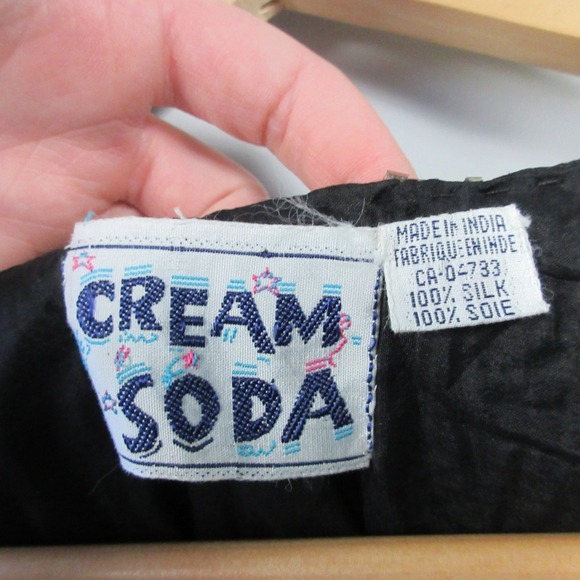 CREAM
SODA
MADE IN INDIA
FABRIQUE EN INDE
CA-04733
100% SILK
100% SOIE